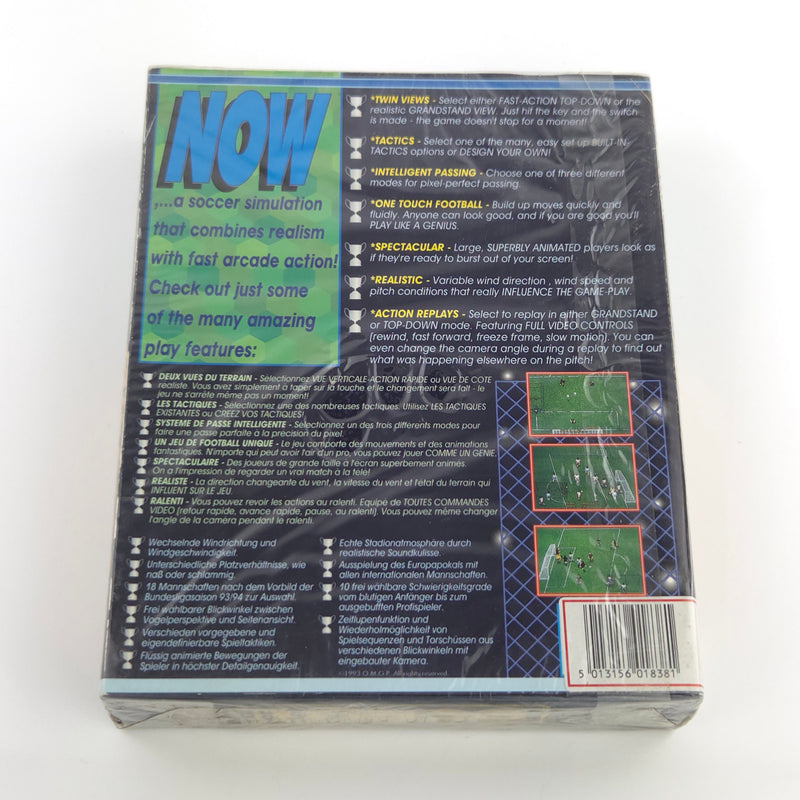 NOW
,...a soccer simulation
that combines realism
with fast arcade action!
Check out just some
of the many amazing
play features:
*TWIN VIEWS - Select either FAST-ACTION TOP-DOWN or the
realistic GRANDSTAND VIEW. Just hit the key and the switch
is made - the game doesn't stop for a moment!
*TACTICS - Select one of the many, easy set up BUILT-IN-
TACTICS options or DESIGN YOUR OWN!
*INTELLIGENT PASSING - Choose one of three different
modes for pixel-perfect passing.
*ONE TOUCH FOOTBALL - Build up moves quickly and
fluidly. Anyone can look good, and if you are good you'll
PLAY LIKE A GENIUS.
*SPECTACULAR - Large, SUPERBLY ANIMATED players look as
if they're ready to burst out of your screen!
*REALISTIC - Variable wind direction , wind speed and
pitch conditions that really INFLUENCE THE GAME-PLAY.
*ACTION REPLAYS - Select to replay in either GRANDSTAND
or TOP-DOWN mode. Featuring FULL VIDEO CONTROLS
(rewind, fast forward, freeze frame, slow motion). You can
even change the camera angle during a replay to find out
what was happening elsewhere on the pitch!
DEUX VUES DU TERRAIN - Sélectionnez VUE VERTICALE ACTION RAPIDE ou VUE DE COTE
realiste. Vous avez simplement a taper sur la touche et le changement sera fait - le
jeu ne s'arrête même pas un moment!
LES TACTIQUES - Sélectionnez une des nombreuses tactiques. Utilisez LES TACTIQUES
EXISTANTES ou CREEZ VOS TACTIQUES!
SYSTEME DE PASSE INTELLIGENTE - Sélectionnez un des trois différents modes pour
faire une passe parfaite à la precision du pixel.
UN JEU DE FOOTBALL UNIQUE - Le jeu comporte des mouvements et des animations
fantastiques. N'importe qui peut avoir l'air d'un pro, vous pouvez jouer COMME UN GENIE.
SPECTACULAIRE - Des joueurs de grande taille à l'écran superbement animés.
On a l'impression de regarder un vrai match à la télé!
REALISTE - La direction changeante du vent, la vitesse du vent et l'état du terrain qui
INFLUENT SUR LE JEU.
RALENTI - Vous pouvez revoir les actions au ralenti. Equipé de TOUTES COMMANDES
VIDEO (retour rapide, avance rapide, pause, au ralenti). Vous pouvez même changer
l'angle de la caméra pendant le ralenti.
Wechselnde Windrichtung und
Windgeschwindigkeit.
Unterschiedliche Platzverhältnisse, wie
naß oder schlammig.
18 Mannschaften nach dem Vorbild der
Bundesligasaison 93/94 zur Auswahl.
Frei wählbarer Blickwinkel zwischen
Vogelperspektive und Seitenansicht.
Verschieden vorgegebene und
eigendefinierbare Spieltaktiken.
Flüssig animierte Bewegungen der
Spieler in höchster Detailgenauigkeit.
Echte Stadionatmosphäre durch
realistische Soundkulisse.
Ausspielung des Europapokals mit
allen internationalen Mannschaften.
10 frei wählbare Schwierigkeitsgrade
vom blutigen Anfänger bis zum
ausgebufften Profispieler.
Zeitlupenfunktion und
Wiederholmöglichkeit von
Spielsequenzen und Torschüssen aus
verschiedenen Blickwinkeln mit
eingebauter Kamera.
©1993 O.M.G.P. All rights reserved.
5 013156 018381